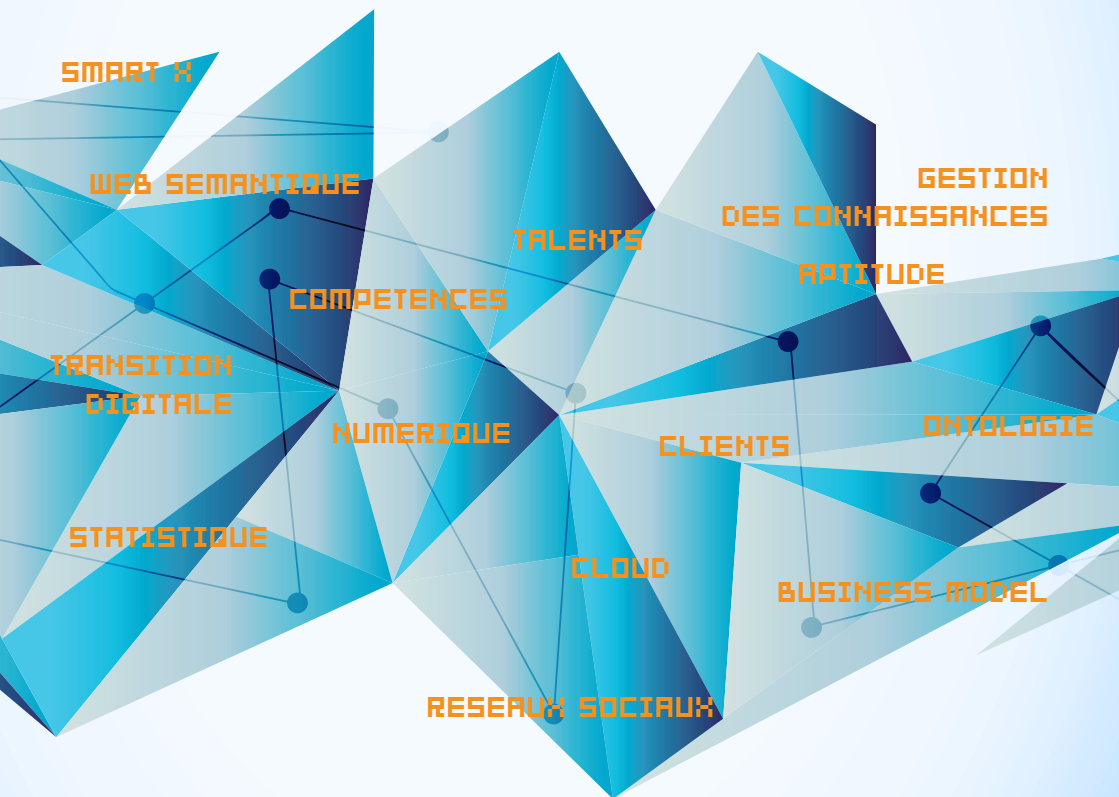 SMART X
WEB SEMANTIQUE
GESTION
DES CONNAISSANCES
TALENTS
APTITUDE
COMPETENCES
TRANSITION
DIGITALE
NUMERIQUE
CLIENTS
ONTOLOGIE
STATISTIQUE
CLOUD
BUSINESS MODEL
RESEAUX SOCIAUX